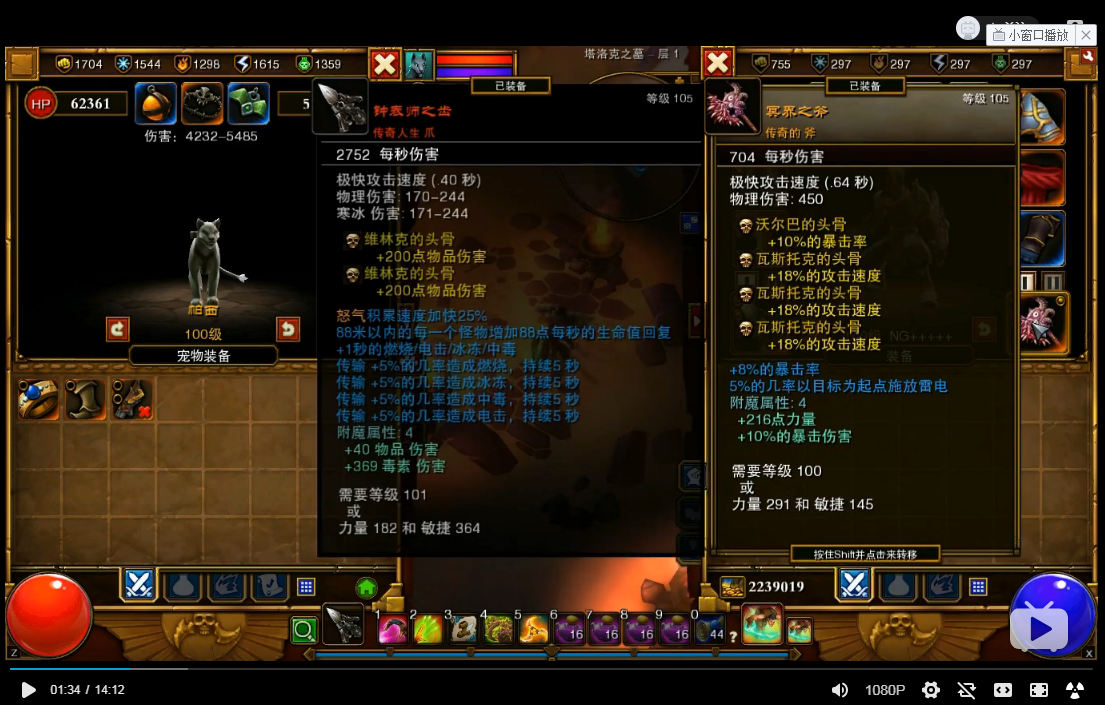 小窗口播放
1704 1544 1298 1615 1359
塔洛克之墓 - 层 1
755 297 297 297 297
HP 62361
5
伤害: 4232-5485
柏㐷
100级
宠物装备
已装备
等级 105
钟表师之齿
传奇人生 爪
2752 每秒伤害
极快攻击速度 (.40 秒)
物理伤害: 170-244
寒冰 伤害: 171-244
维林克的头骨
+200点物品伤害
维林克的头骨
+200点物品伤害
怒气积累速度加快25%
88米以内的每一个怪物增加88点每秒的生命值回复
+1秒的燃烧/电击/冰冻/中毒
传输 +5%的几率造成燃烧，持续5 秒
传输 +5%的几率造成冰冻，持续5 秒
传输 +5%的几率造成中毒，持续5 秒
传输 +5%的几率造成电击，持续5 秒
附魔属性: 4
+40 物品 伤害
+369 毒素 伤害
需要等级 101
或
力量 182 和 敏捷 364
已装备
等级 105
冥界之斧
传奇的 斧
704 每秒伤害
极快攻击速度 (.64 秒)
物理伤害: 450
沃尔巴的头骨
+10%的暴击率
瓦斯托克的头骨
+18%的攻击速度
瓦斯托克的头骨
+18%的攻击速度
瓦斯托克的头骨
+18%的攻击速度
+8%的暴击率
5%的几率以目标为起点施放雷电
附魔属性: 4
+216点力量
+10%的暴击伤害
需要等级 100
或
力量 291 和 敏捷 145
按住Shift并点击来转移
NG+++++
装备
2239019
1 2 3 4 5 6 7 8 9 0
16 16 16 16 44 ?
Z
X
01:34 / 14:12
1080P